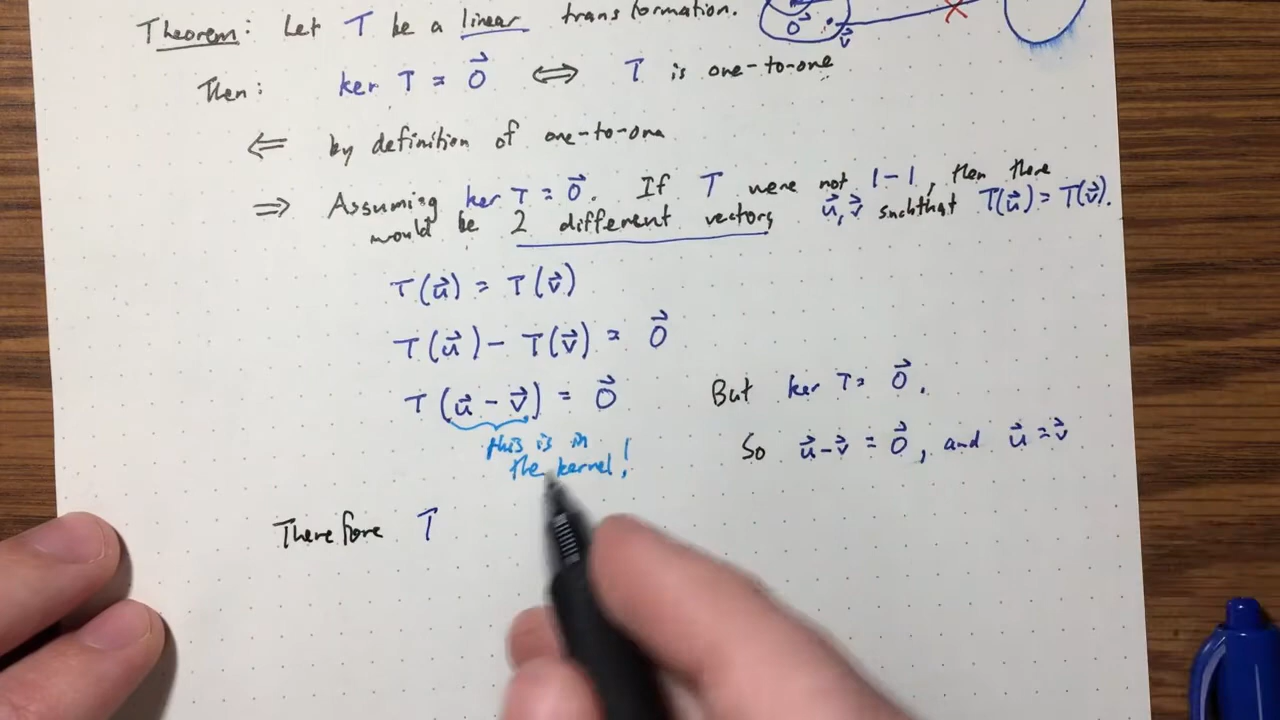 Theorem: Let T be a linear transformation.
0⃗ v⃗
Then: ker T = 0⃗ ⟺ T is one-to-one
⟸ by definition of one-to-one
⟹ Assuming ker T = 0⃗. If T were not 1-1, then there
would be 2 different vectors u⃗, v⃗ such that T(u⃗) = T(v⃗).
T(u⃗) = T(v⃗)
T(u⃗) - T(v⃗) = 0⃗
T(u⃗ - v⃗) = 0⃗ But ker T = 0⃗.
this is in
the kernel!
So u⃗-v⃗ = 0⃗, and u⃗ = v⃗
Therefore T